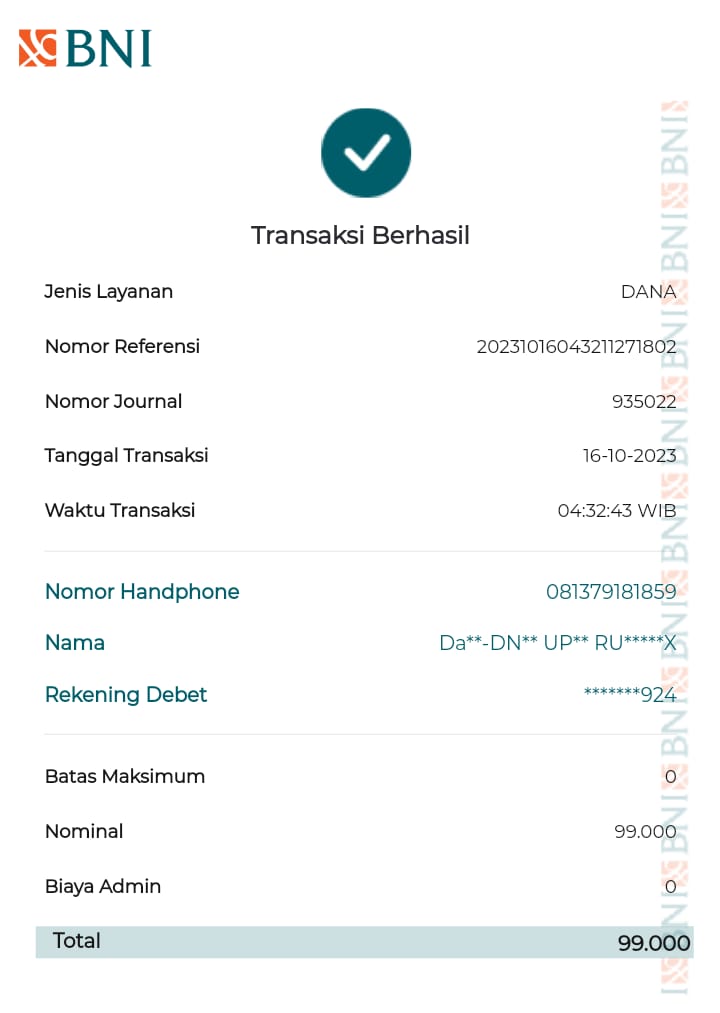 BNI
Transaksi Berhasil
Jenis Layanan DANA
Nomor Referensi 20231016043211271802
Nomor Journal 935022
Tanggal Transaksi 16-10-2023
Waktu Transaksi 04:32:43 WIB
Nomor Handphone 081379181859
Nama Da**-DN** UP** RU*****X
Rekening Debet *******924
Batas Maksimum 0
Nominal 99.000
Biaya Admin 0
Total 99.000
BNI BNI BNI BNI BNI BNI BNI BNI BNI